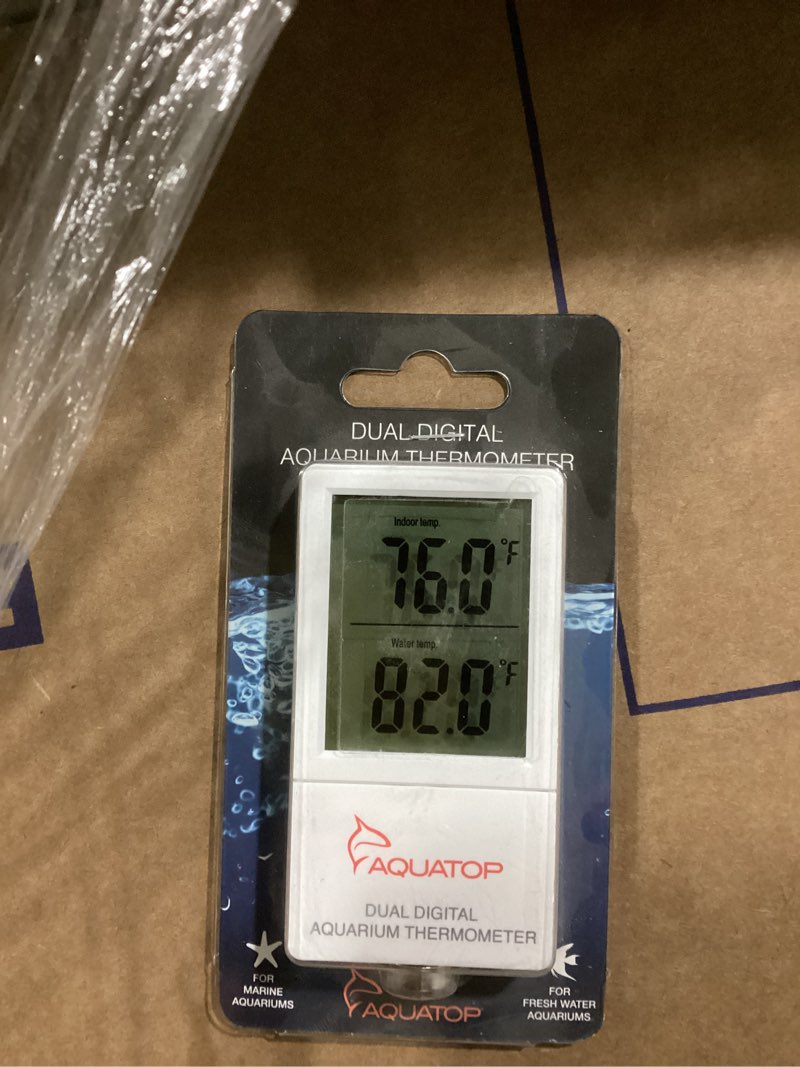 DUAL DIGITAL
AQUARIUM THERMOMETER
Indoor temp.
76.0 °F
Water temp.
82.0 °F
AQUATOP
DUAL DIGITAL
AQUARIUM THERMOMETER
FOR
MARINE
AQUARIUMS
AQUATOP
FOR
FRESH WATER
AQUARIUMS